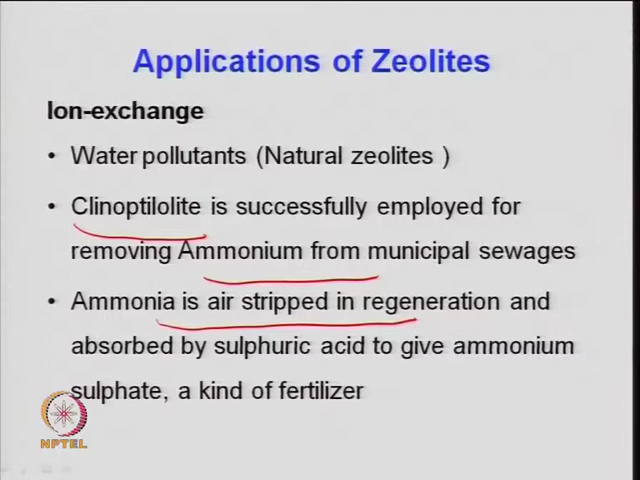 Applications of Zeolites
Ion-exchange
• Water pollutants (Natural zeolites )
• Clinoptilolite is successfully employed for
removing Ammonium from municipal sewages
• Ammonia is air stripped in regeneration and
absorbed by sulphuric acid to give ammonium
sulphate, a kind of fertilizer
NPTEL